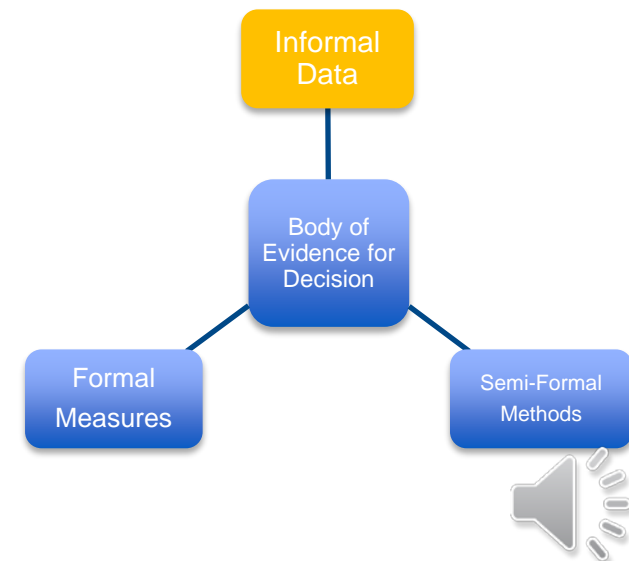 Informal
Data
Body of
Evidence for
Decision
Formal
Measures
Semi-Formal
Methods